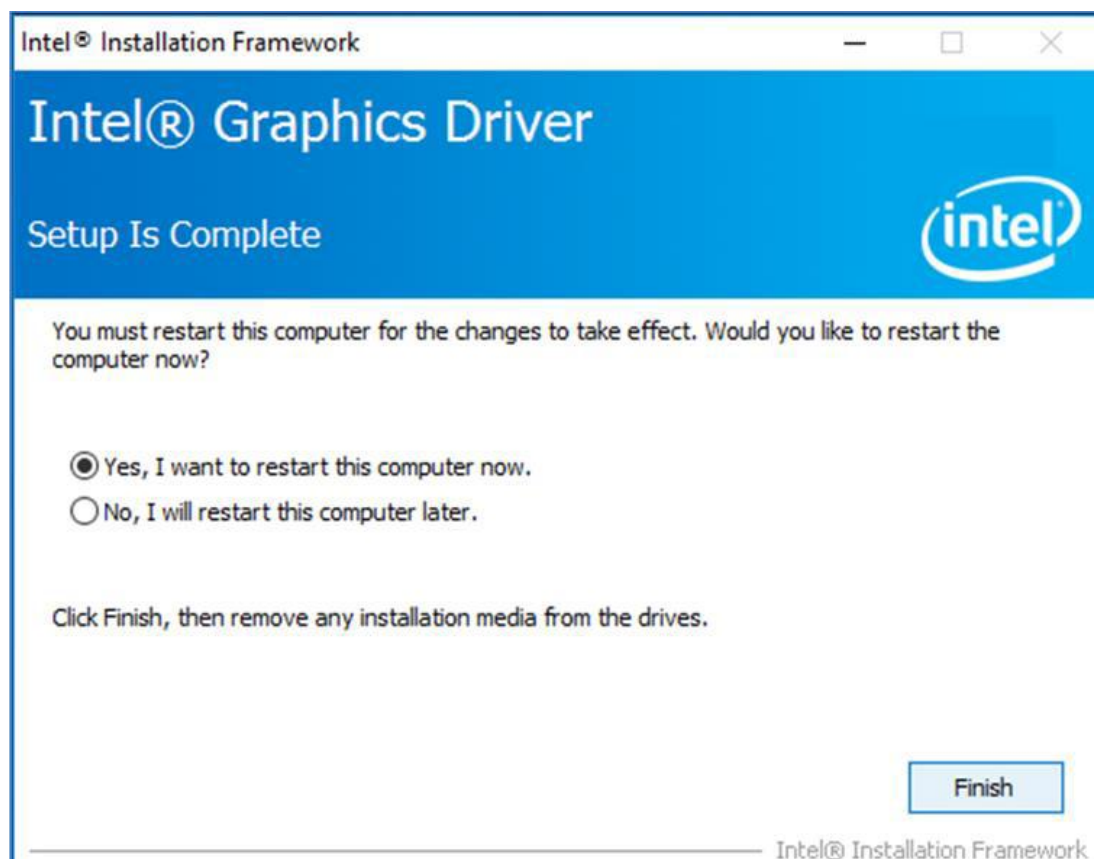 Intel® Installation Framework
Intel® Graphics Driver
Setup Is Complete
intel
You must restart this computer for the changes to take effect. Would you like to restart the
computer now?
Yes, I want to restart this computer now.
No, I will restart this computer later.
Click Finish, then remove any installation media from the drives.
Finish
Intel® Installation Framework